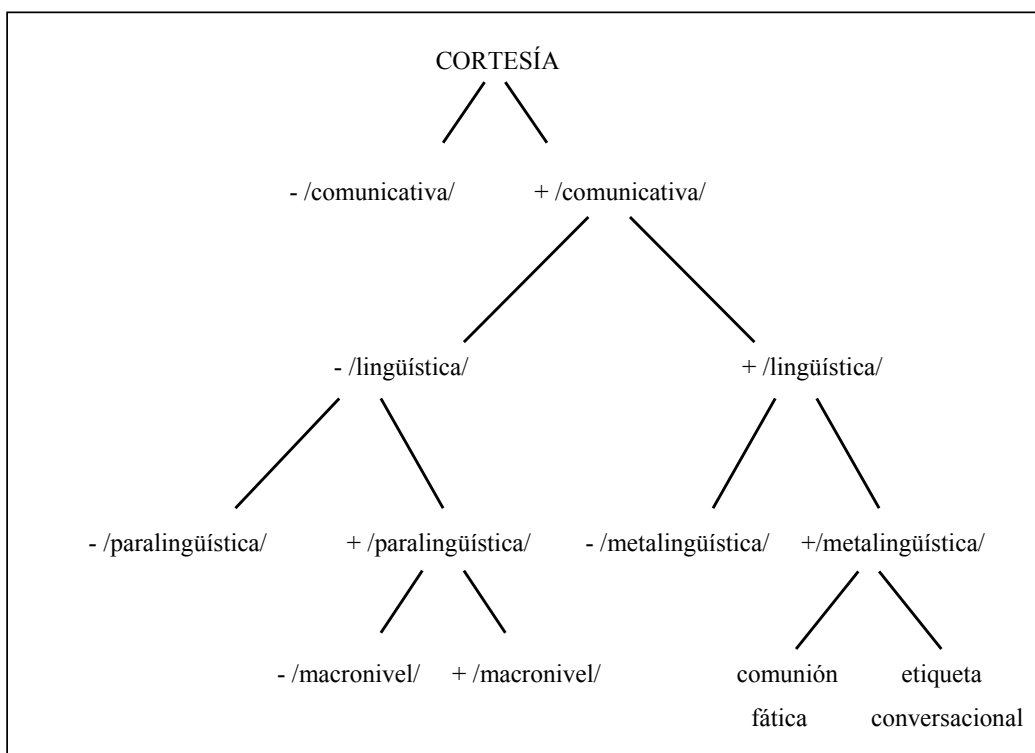 CORTESÍA
- /comunicativa/ + /comunicativa/
- /lingüística/ + /lingüística/
- /paralingüística/ + /paralingüística/ - /metalingüística/ +/metalingüística/
- /macronivel/ + /macronivel/ comunión etiqueta
fática conversacional